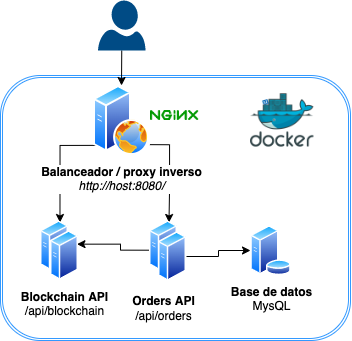 NGINX
docker
Balanceador / proxy inverso
http://host:8080/
Blockchain API
/api/blockchain
Orders API
/api/orders
Base de datos
MySQL